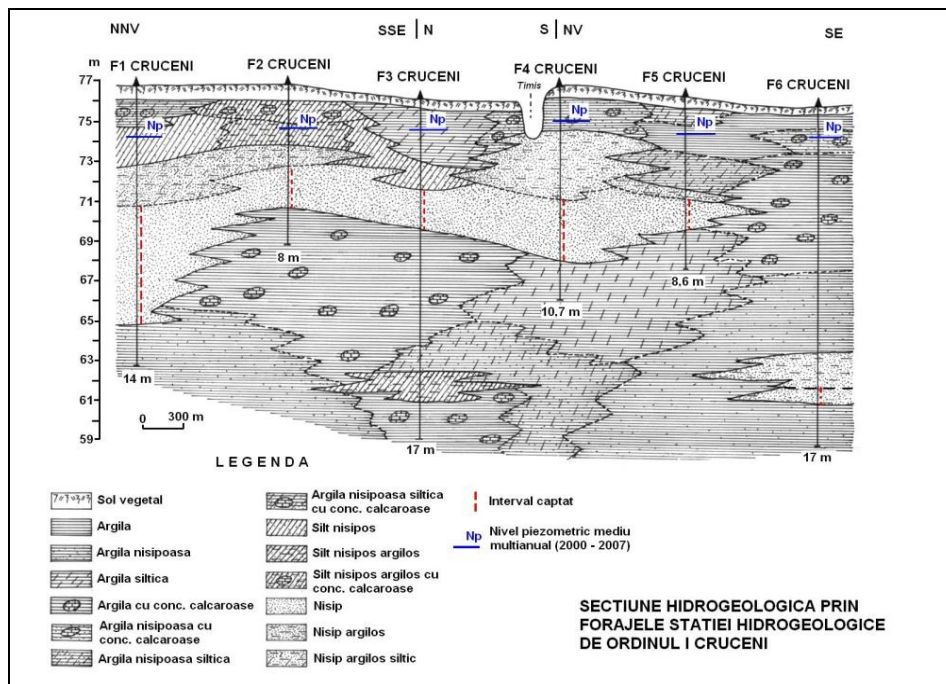 NNV SSE N S NV SE
m
F1 CRUCENI F2 CRUCENI F3 CRUCENI F4 CRUCENI F5 CRUCENI F6 CRUCENI
Timis
77
75
73
71
69
67
65
63
61
59
Np Np Np Np Np Np
8 m
8,6 m
10,7 m
14 m
17 m
17 m
0 300 m
LEGENDA
Sol vegetal
Argila
Argila nisipoasa
Argila siltica
Argila cu conc. calcaroase
Argila nisipoasa cu
conc. calcaroase
Argila nisipoasa siltica
Argila nisipoasa siltica
cu conc. calcaroase
Silt nisipos
Silt nisipos argilos
Silt nisipos argilos cu
conc. calcaroase
Nisip
Nisip argilos
Nisip argilos siltic
Interval captat
Np Nivel piezometric mediu
multianual (2000 - 2007)
SECTIUNE HIDROGEOLOGICA PRIN
FORAJELE STATIEI HIDROGEOLOGICE
DE ORDINUL I CRUCENI